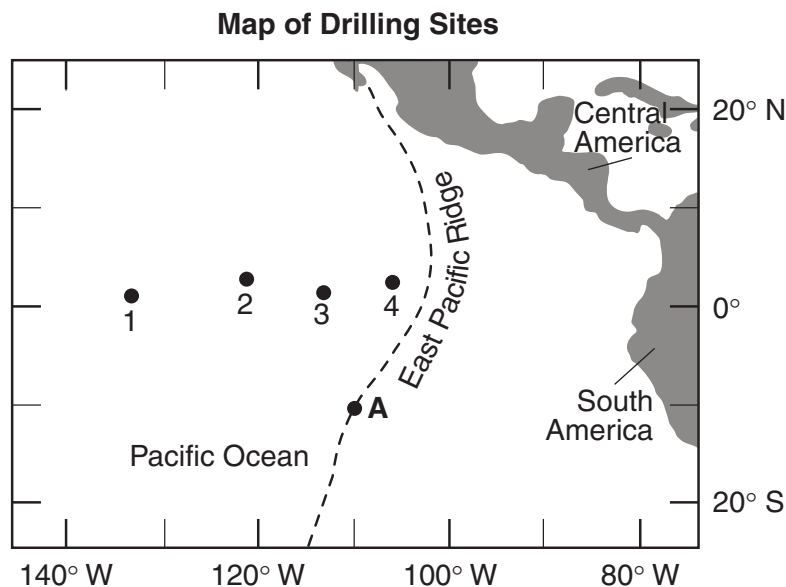 Map of Drilling Sites
20° N
Central
America
East Pacific Ridge
1
2
3
4
0°
A
South
America
Pacific Ocean
20° S
140° W
120° W
100° W
80° W